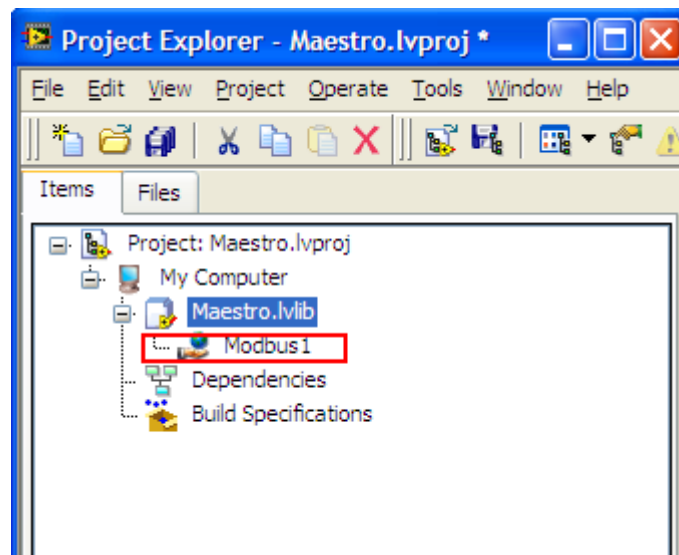 Project Explorer - Maestro.lvproj *
File Edit View Project Operate Tools Window Help
Items Files
Project: Maestro.lvproj
My Computer
Maestro.lvlib
Modbus1
Dependencies
Build Specifications